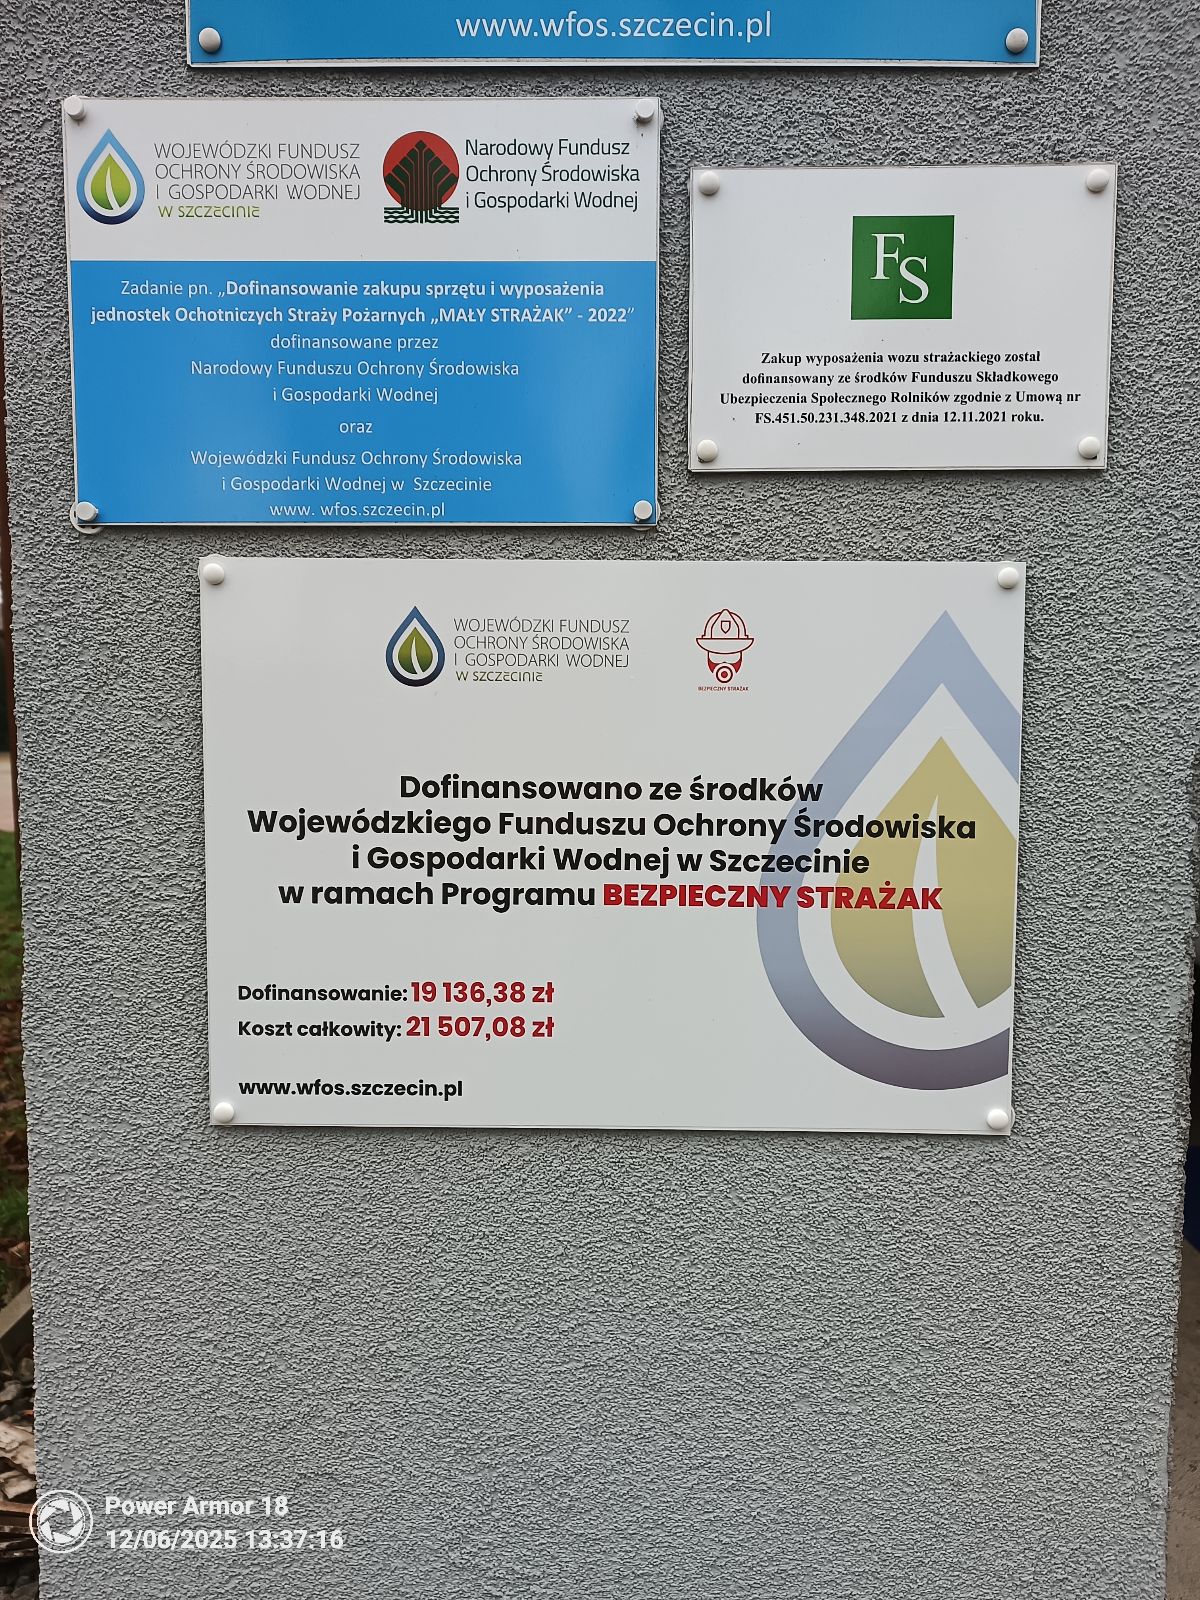 www.wfos.szczecin.pl
WOJEWÓDZKI FUNDUSZ
OCHRONY ŚRODOWISKA
I GOSPODARKI WODNEJ
W SZCZECINIE
Narodowy Fundusz
Ochrony Środowiska
i Gospodarki Wodnej
Zadanie pn. „Dofinansowanie zakupu sprzętu i wyposażenia
jednostek Ochotniczych Straży Pożarnych „MAŁY STRAŻAK" - 2022"
dofinansowane przez
Narodowy Funduszu Ochrony Środowiska
i Gospodarki Wodnej
oraz
Wojewódzki Fundusz Ochrony Środowiska
i Gospodarki Wodnej w Szczecinie
www. wfos.szczecin.pl
FS
Zakup wyposażenia wozu strażackiego został
dofinansowany ze środków Funduszu Składkowego
Ubezpieczenia Społecznego Rolników zgodnie z Umową nr
FS.451.50.231.348.2021 z dnia 12.11.2021 roku.
WOJEWÓDZKI FUNDUSZ
OCHRONY ŚRODOWISKA
I GOSPODARKI WODNEJ
W SZCZECINIE
BEZPIECZNY STRAŻAK
Dofinansowano ze środków
Wojewódzkiego Funduszu Ochrony Środowiska
i Gospodarki Wodnej w Szczecinie
w ramach Programu BEZPIECZNY STRAŻAK
Dofinansowanie: 19 136,38 zł
Koszt całkowity: 21 507,08 zł
www.wfos.szczecin.pl
Power Armor 18
12/06/2025 13:37:16